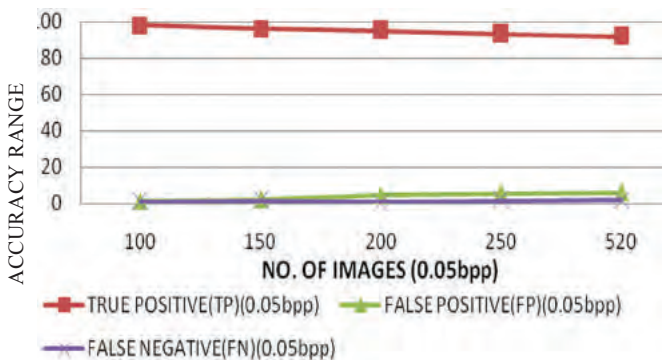 100
80
60
40
20
0
ACCURACY RANGE
100 150 200 250 520
NO. OF IMAGES (0.05bpp)
TRUE POSITIVE(TP)(0.05bpp) FALSE POSITIVE(FP)(0.05bpp)
FALSE NEGATIVE(FN)(0.05bpp)